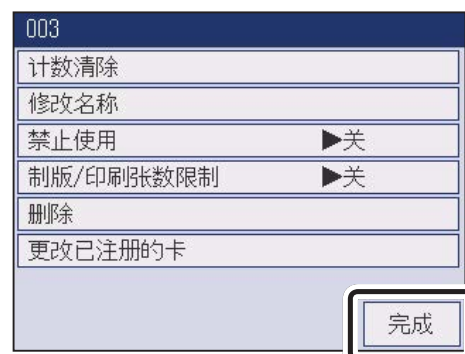 003
计数清除
修改名称
禁止使用 ▶关
制版/印刷张数限制 ▶关
删除
更改已注册的卡
完成